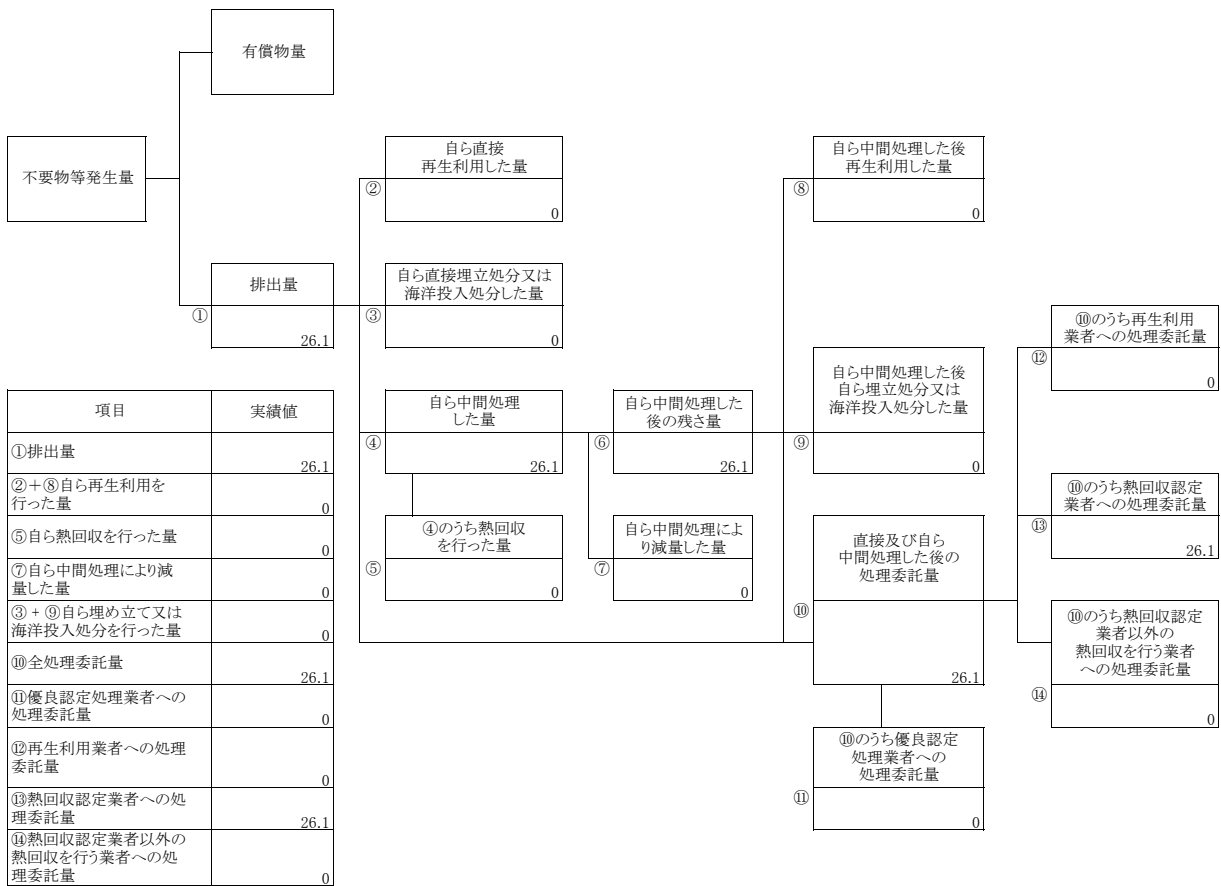 有償物量
不要物等発生量
排出量
①
26.1
自ら直接
再生利用した量
②
0
自ら直接埋立処分又は
海洋投入処分した量
③
0
自ら中間処理
した量
④
26.1
④のうち熱回収
を行った量
⑤
0
自ら中間処理した
後の残さ量
⑥
26.1
自ら中間処理によ
り減量した量
⑦
0
自ら中間処理した後
再生利用した量
⑧
0
自ら中間処理した後
自ら埋立処分又は
海洋投入処分した量
⑨
0
直接及び自ら
中間処理した後の
処理委託量
⑩
26.1
⑩のうち優良認定
処理業者への
処理委託量
⑪
0
⑩のうち再生利用
業者への処理委託量
⑫
0
⑩のうち熱回収認定
業者への処理委託量
⑬
26.1
⑩のうち熱回収認定
業者以外の
熱回収を行う業者
への処理委託量
⑭
0
項目 実績値
①排出量 26.1
②＋⑧自ら再生利用を
行った量 0
⑤自ら熱回収を行った量 0
⑦自ら中間処理により減
量した量 0
③＋⑨自ら埋め立て又は
海洋投入処分を行った量 0
⑩全処理委託量 26.1
⑪優良認定処理業者への
処理委託量 0
⑫再生利用業者への処理
委託量 0
⑬熱回収認定業者への処
理委託量 26.1
⑭熱回収認定業者以外の
熱回収を行う業者への処
理委託量 0